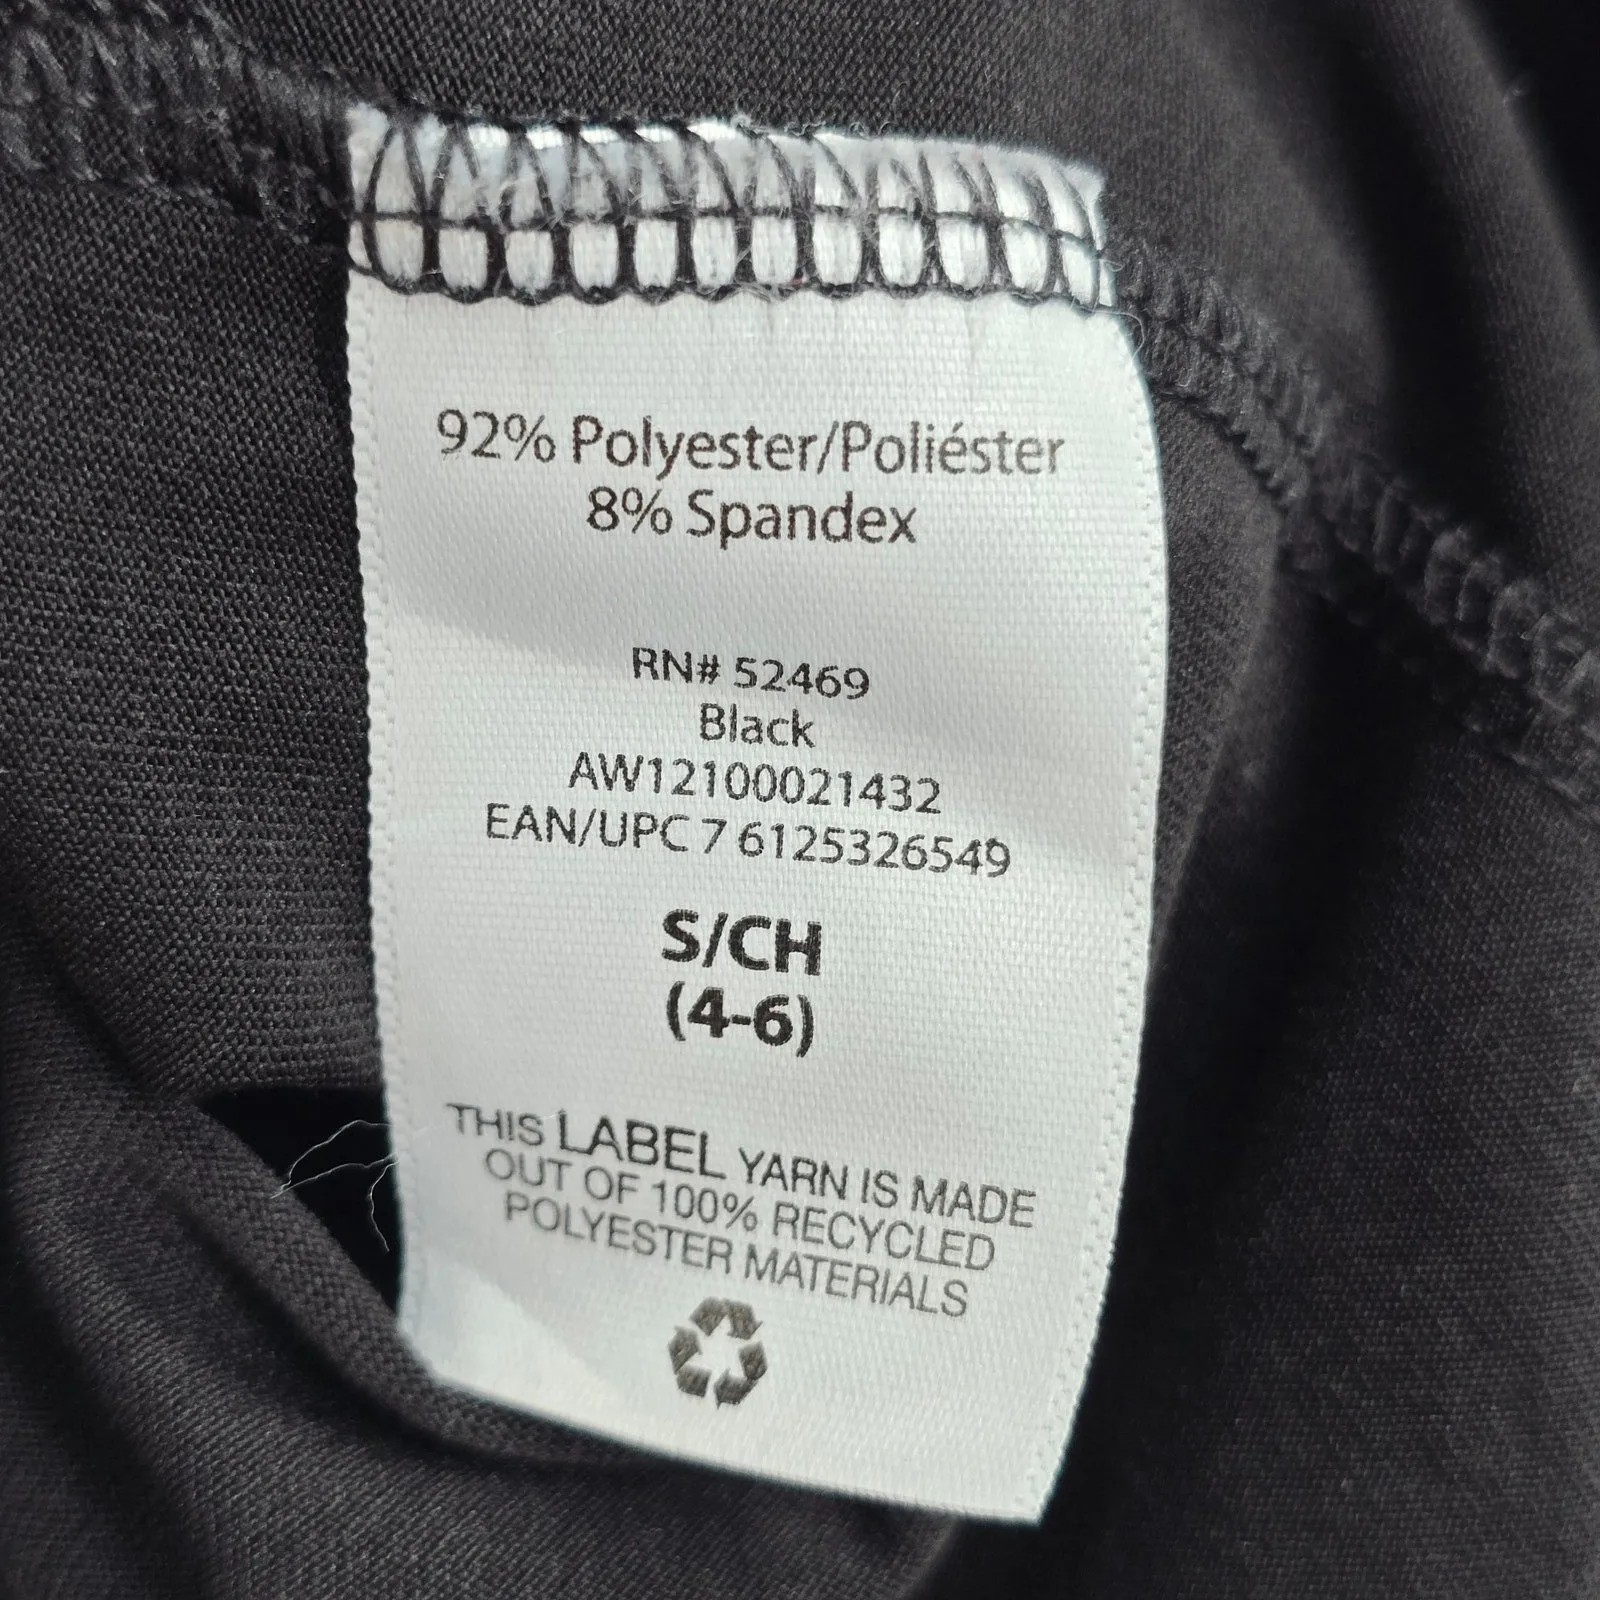 92% Polyester/Poliéster
8% Spandex
RN# 52469
Black
AW12100021432
EAN/UPC 7 6125326549
S/CH
(4-6)
THIS LABEL YARN IS MADE
OUT OF 100% RECYCLED
POLYESTER MATERIALS